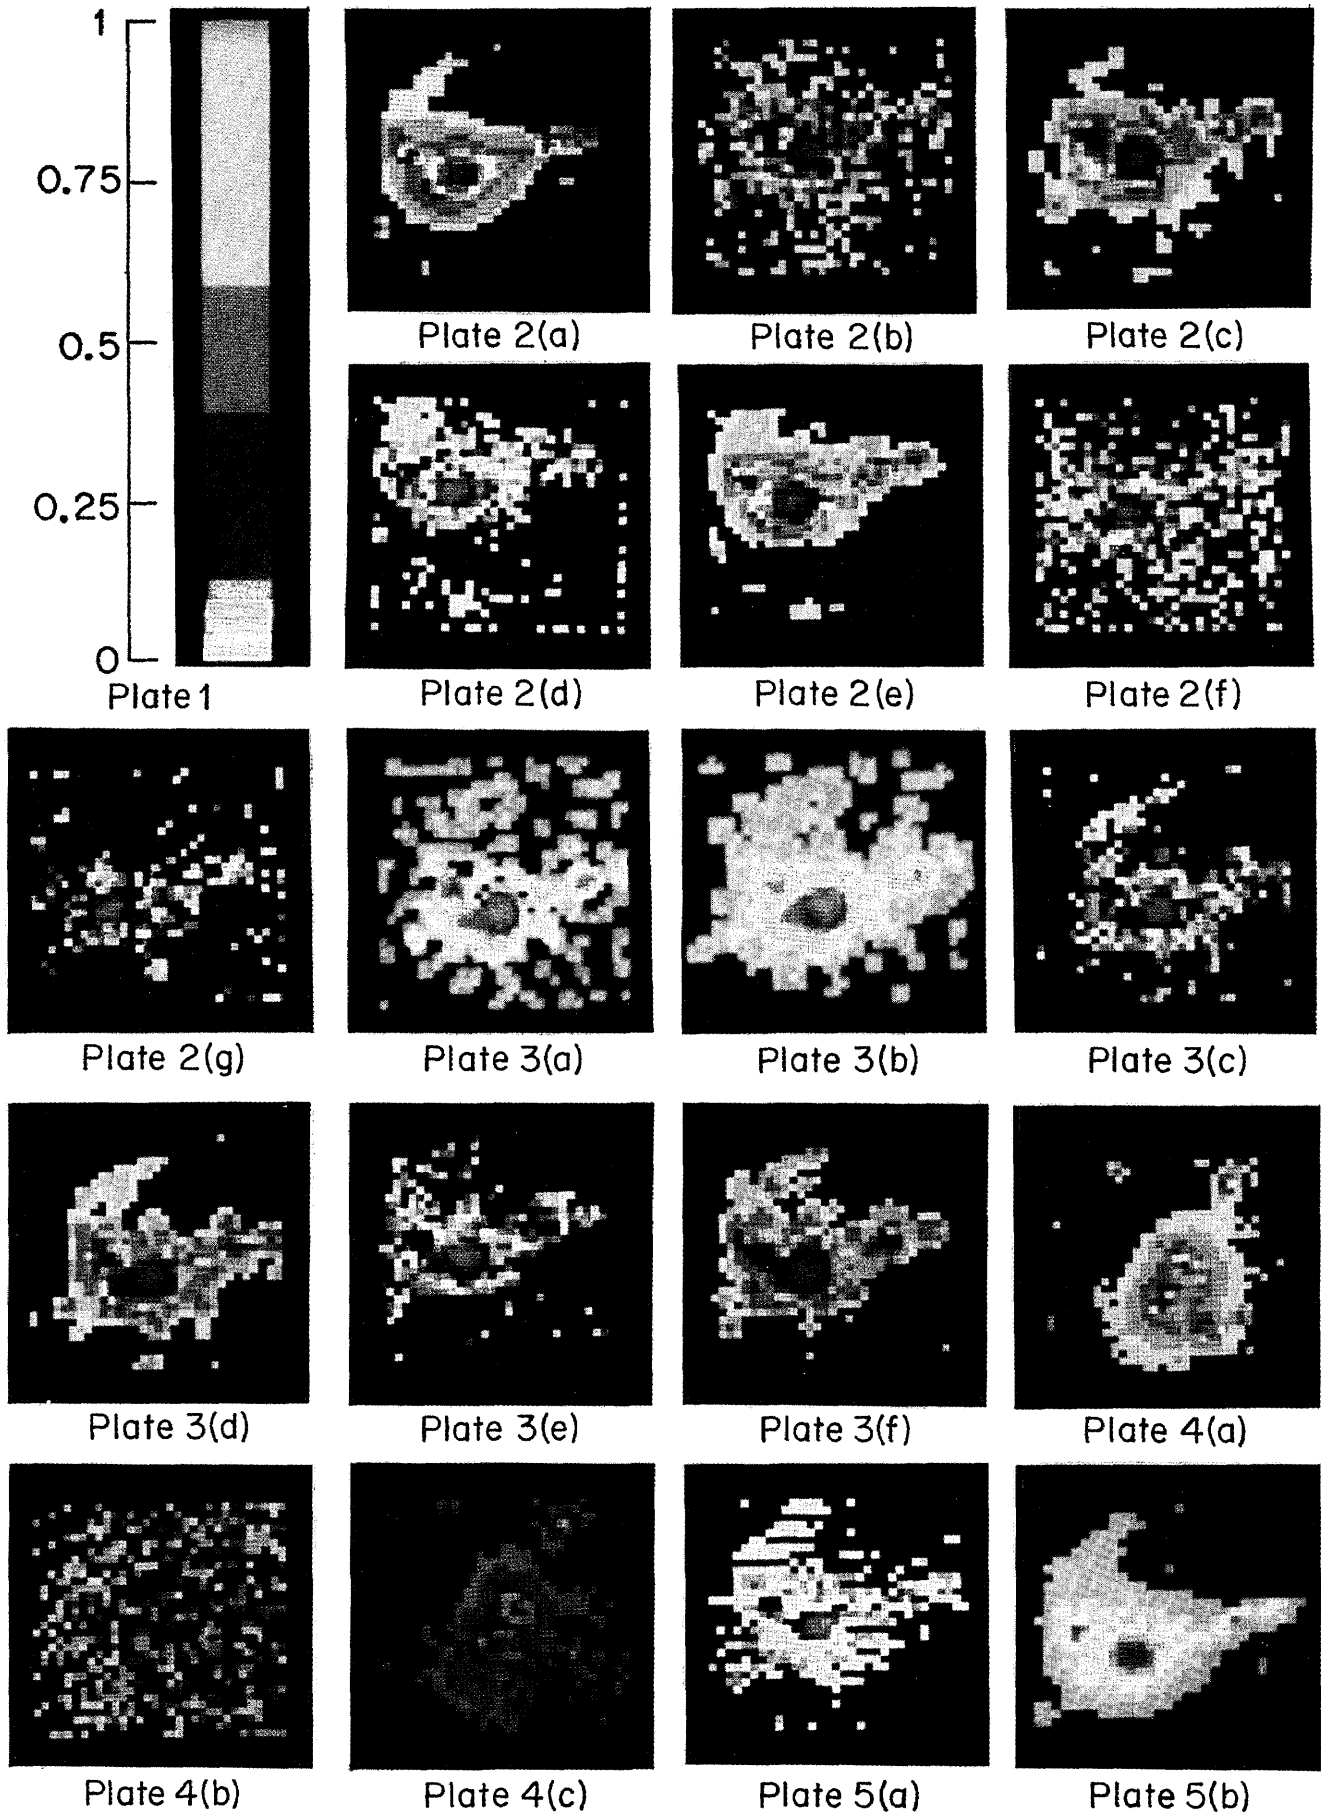 1
0.75
0.5
0.25
0
Plate 1
Plate 2(a)
Plate 2(b)
Plate 2(c)
Plate 2(d)
Plate 2(e)
Plate 2(f)
Plate 2(g)
Plate 3(a)
Plate 3(b)
Plate 3(c)
Plate 3(d)
Plate 3(e)
Plate 3(f)
Plate 4(a)
Plate 4(b)
Plate 4(c)
Plate 5(a)
Plate 5(b)